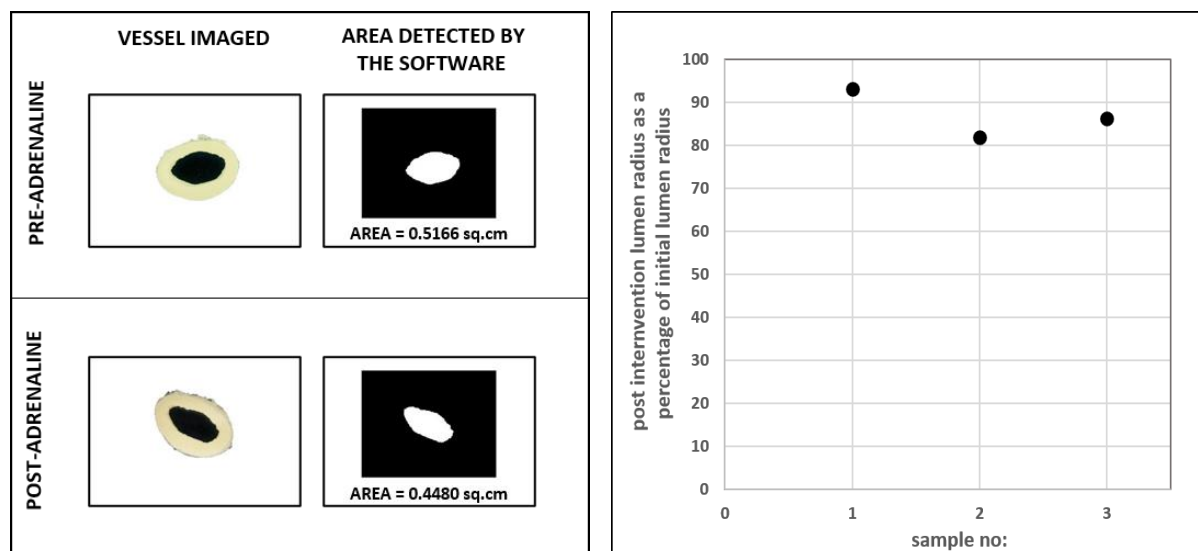 VESSEL IMAGED
AREA DETECTED BY
THE SOFTWARE
PRE-ADRENALINE
AREA = 0.5166 sq.cm
POST-ADRENALINE
AREA = 0.4480 sq.cm
post internvention lumen radius as a
percentage of initial lumen radius
100
90
80
70
60
50
40
30
20
10
0
0 1 2 3
sample no: